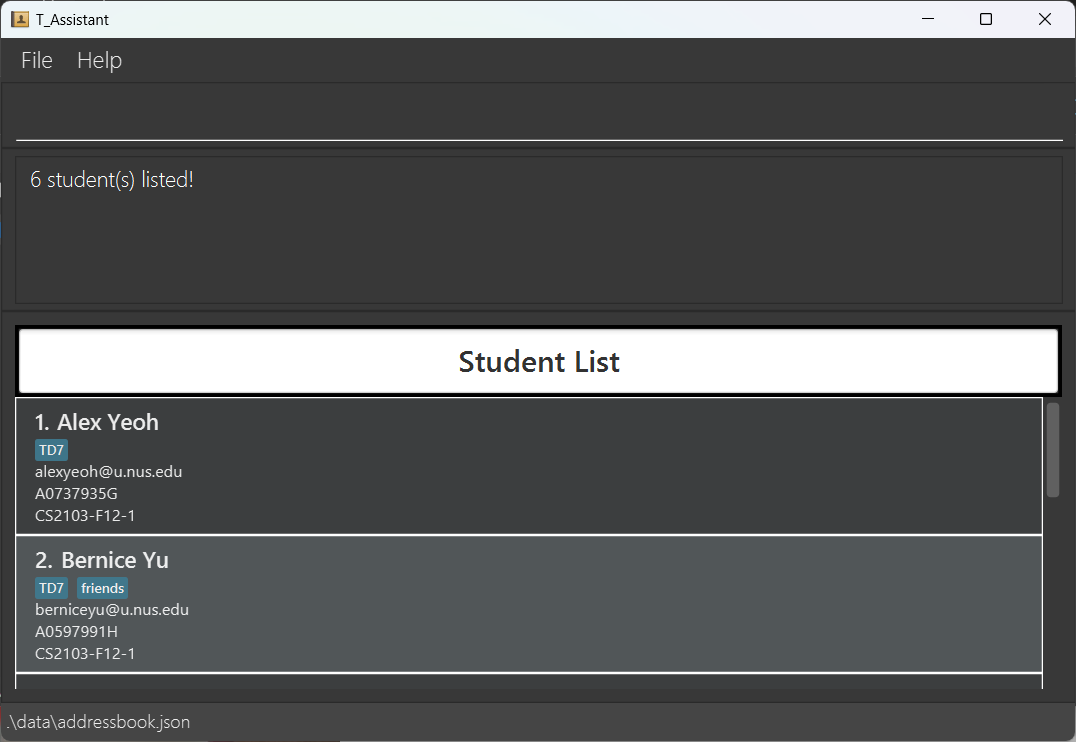 T_Assistant
File Help
6 student(s) listed!
Student List
1. Alex Yeoh
TD7
alexyeoh@u.nus.edu
A0737935G
CS2103-F12-1
2. Bernice Yu
TD7 friends
berniceyu@u.nus.edu
A0597991H
CS2103-F12-1
.\data\addressbook.json